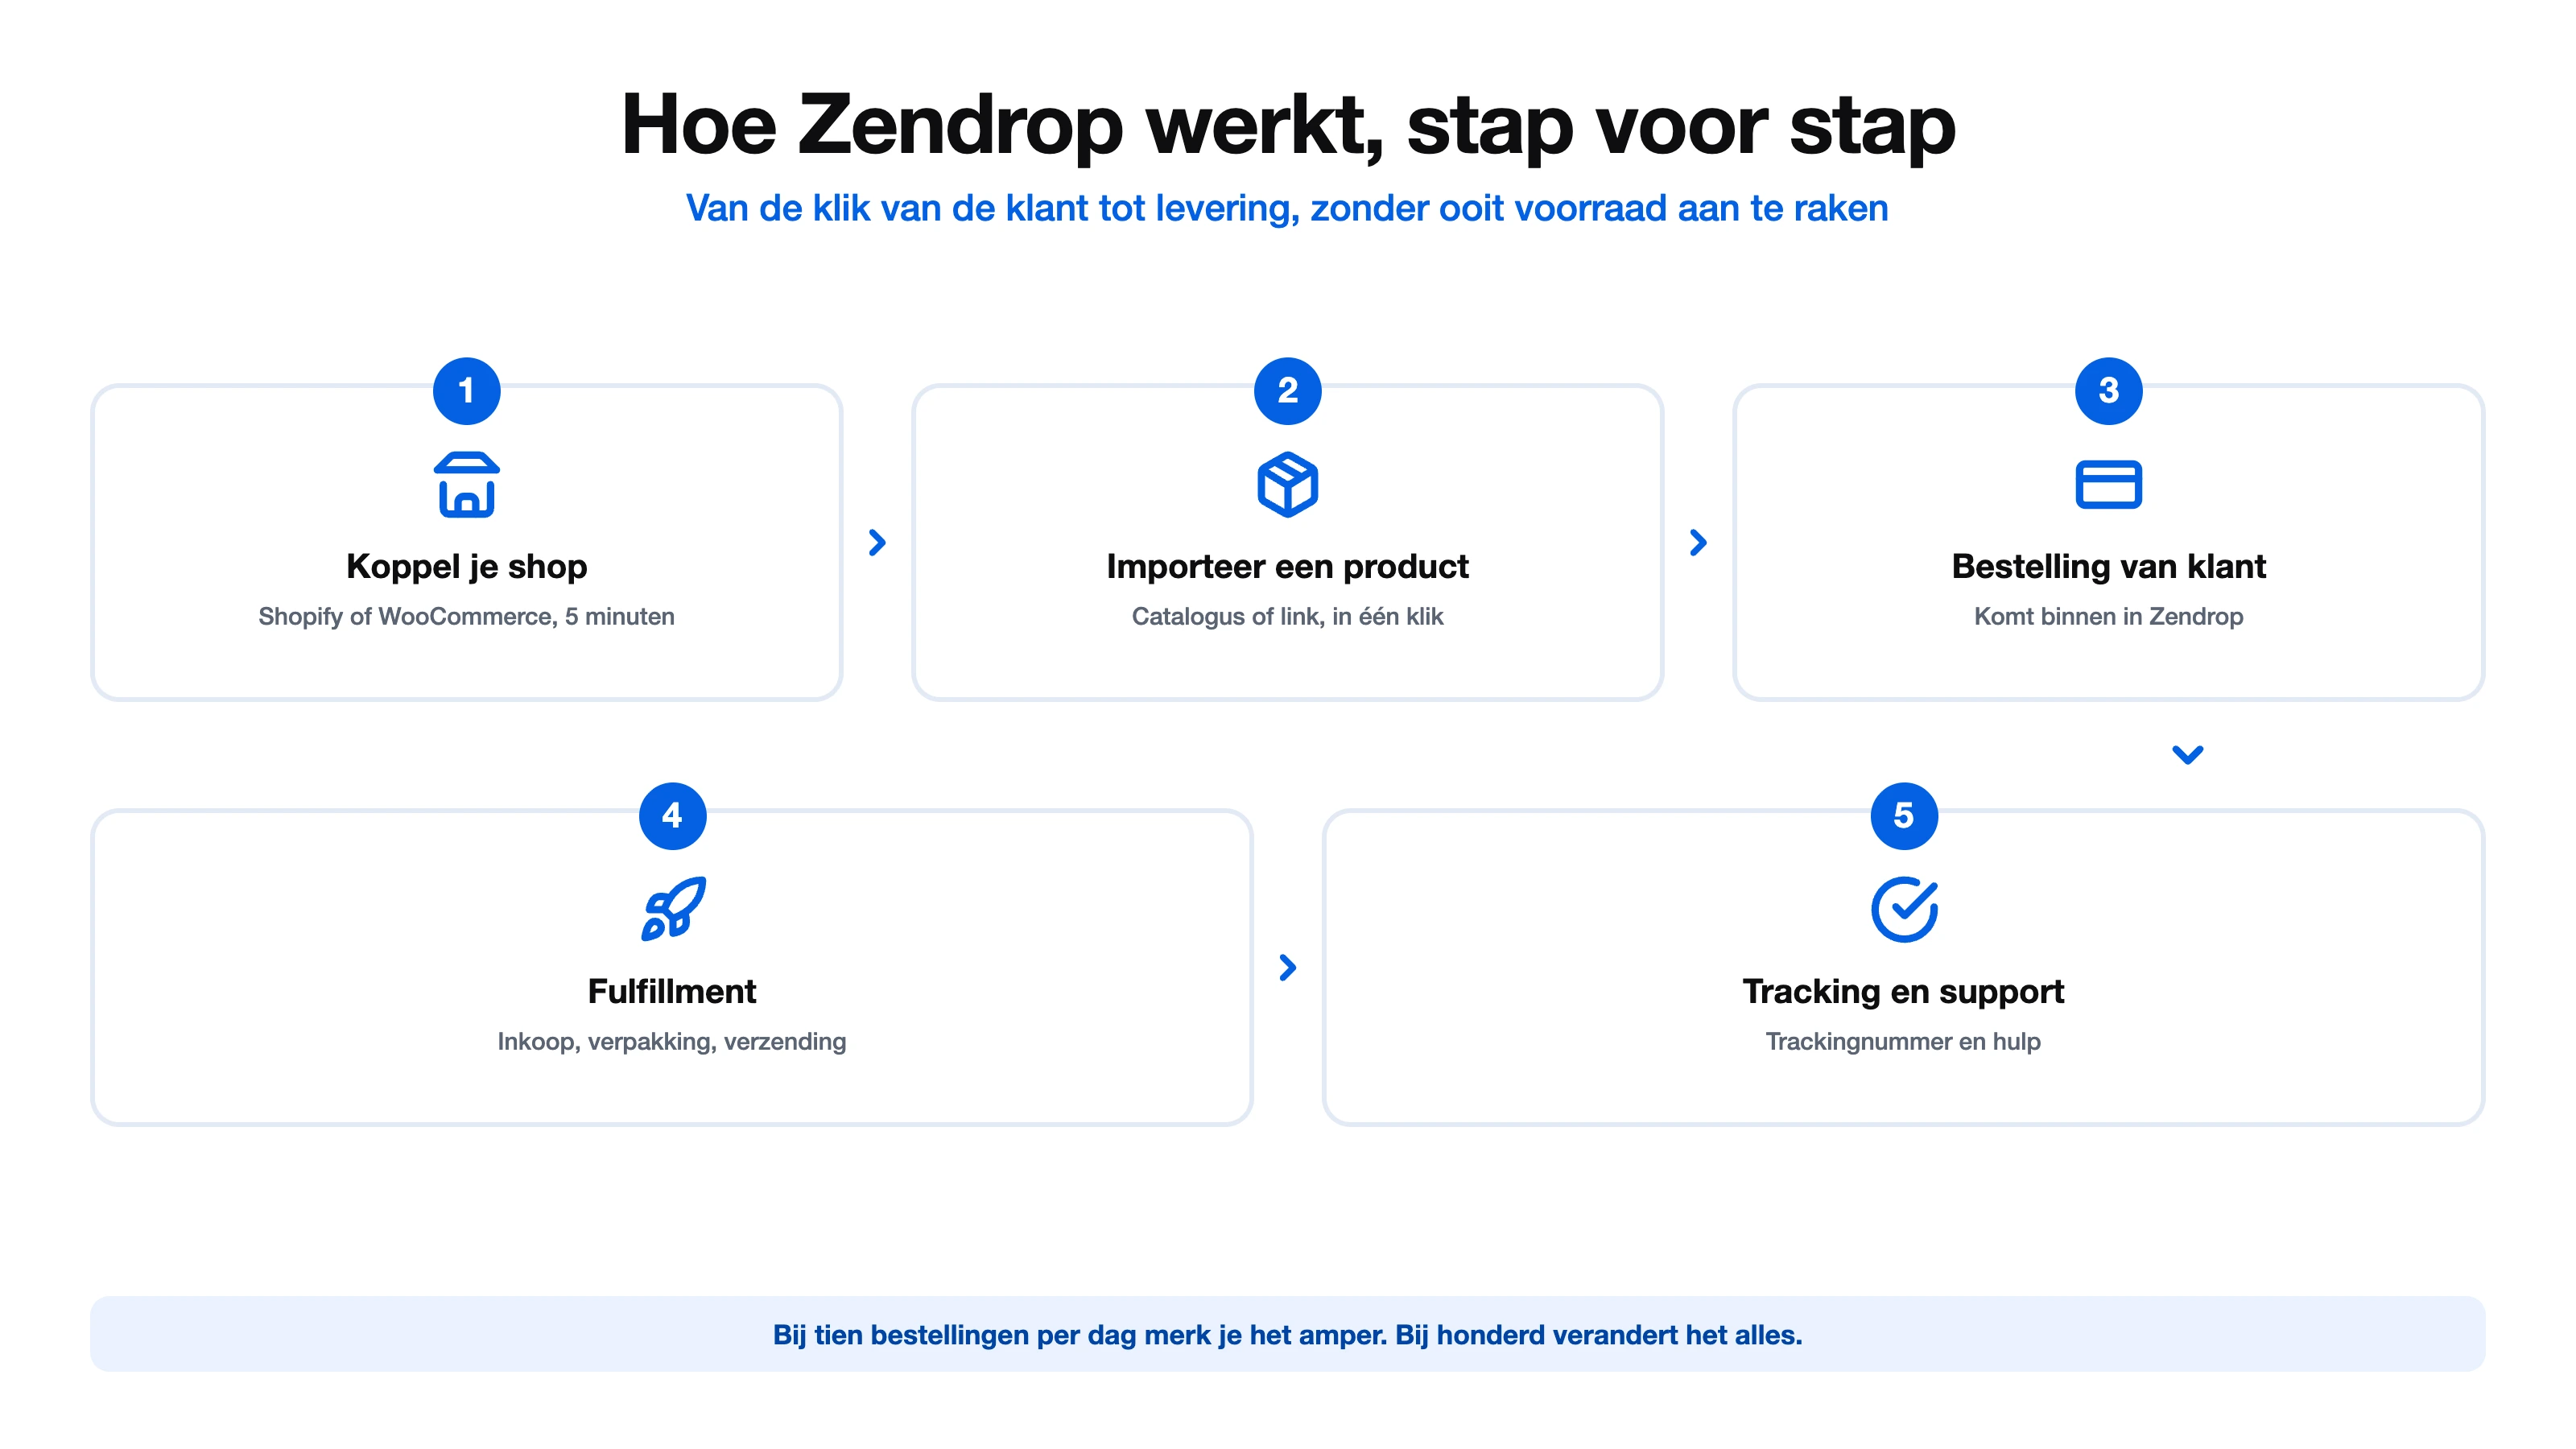 Hoe Zendrop werkt, stap voor stap
Van de klik van de klant tot levering, zonder ooit voorraad aan te raken
1
Koppel je shop
Shopify of WooCommerce, 5 minuten
2
Importeer een product
Catalogus of link, in één klik
3
Bestelling van klant
Komt binnen in Zendrop
4
Fulfillment
Inkoop, verpakking, verzending
5
Tracking en support
Trackingnummer en hulp
Bij tien bestellingen per dag merk je het amper. Bij honderd verandert het alles.